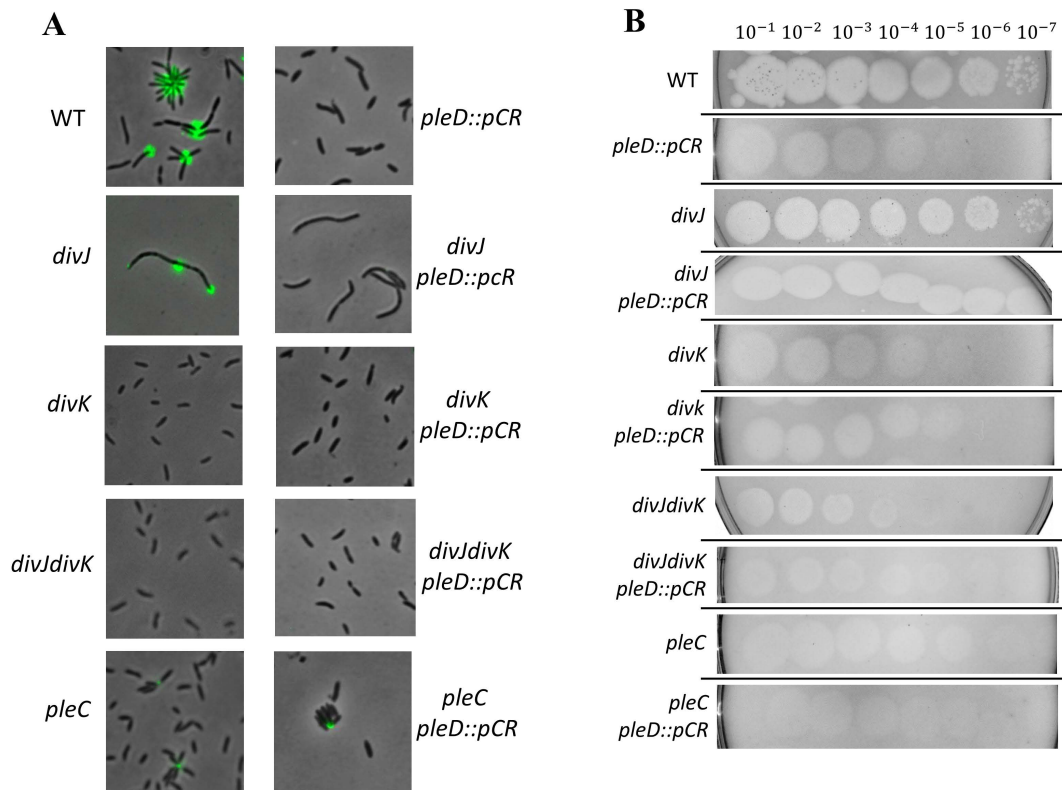 A
WT
pleD::pCR
divJ
divJ
pleD::pcR
divK
divK
pleD::pCR
divJdivK
divJdivK
pleD::pCR
pleC
pleC
pleD::pCR
B
10⁻¹ 10⁻² 10⁻³ 10⁻⁴ 10⁻⁵ 10⁻⁶ 10⁻⁷
WT
pleD::pCR
divJ
divJ
pleD::pCR
divK
divk
pleD::pCR
divJdivK
divJdivK
pleD::pCR
pleC
pleC
pleD::pCR